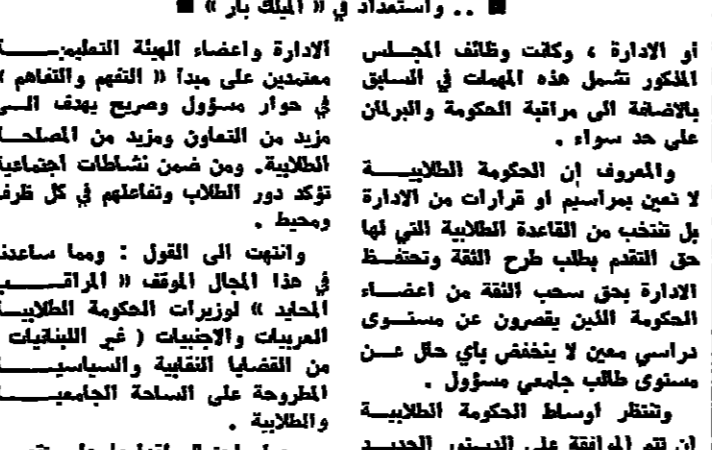 ■ .. واستعداد في « الميلك بار » ■
او الادارة ، وكانت وظائف المجلس
المذكور تشمل هذه المهمات في السابق
بالاضافة الى مراقبة الحكومة والبرلمان
على حد سواء .
والمعروف إن الحكومة الطلابية
لا تعين بمراسيم او قرارات من الادارة
بل تنتخب من القاعدة الطلابية التي لها
حق التقدم بطلب طرح الثقة وتحتفظ
الادارة بحق سحب الثقة من اعضاء
الحكومة الذين يقصرون عن مستوى
دراسي معين لا ينخفض بأي حال عن
مستوى طالب جامعي مسؤول .
وتنتظر اوساط الحكومة الطلابية
ان تتم الموافقة على الدستور الجديد
الادارة واعضاء الهيئة التعليمية
معتمدين على مبدأ « التفهم والتفاهم »
في حوار مسؤول وصريح يهدف الى
مزيد من التعاون ومزيد من المصلحة
الطلابية. ومن ضمن نشاطات اجتماعية
تؤكد دور الطلاب وتفاعلهم في كل ظرف
ومحيط .
وانتهت الى القول : ومما ساعدنا
في هذا المجال الموقف « المراقب
المحايد » لوزيرات الحكومة الطلابية
العربيات والاجنبيات ( غير اللبنانيات
من القضايا النقابية والسياسية
المطروحة على الساحة الجامعية
والطلابية .